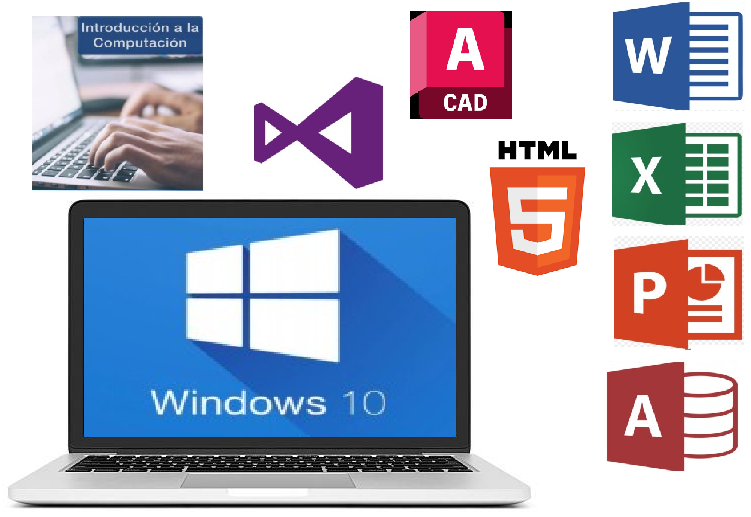 Introducción a la
Computación
A
CAD
W
HTML
5
X
P
Windows 10
A